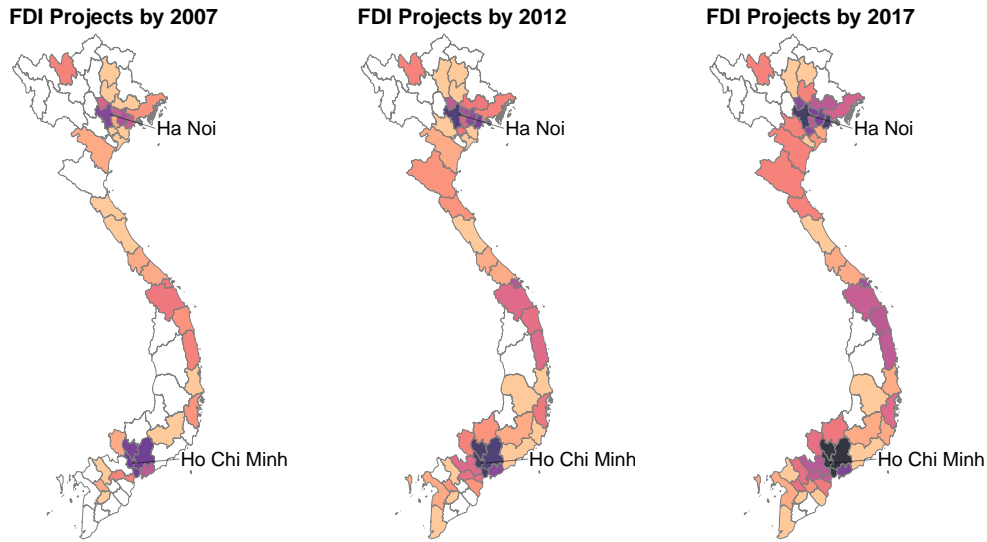 FDI Projects by 2007
FDI Projects by 2012
FDI Projects by 2017
Ha Noi
Ha Noi
Ha Noi
Ho Chi Minh
Ho Chi Minh
Ho Chi Minh